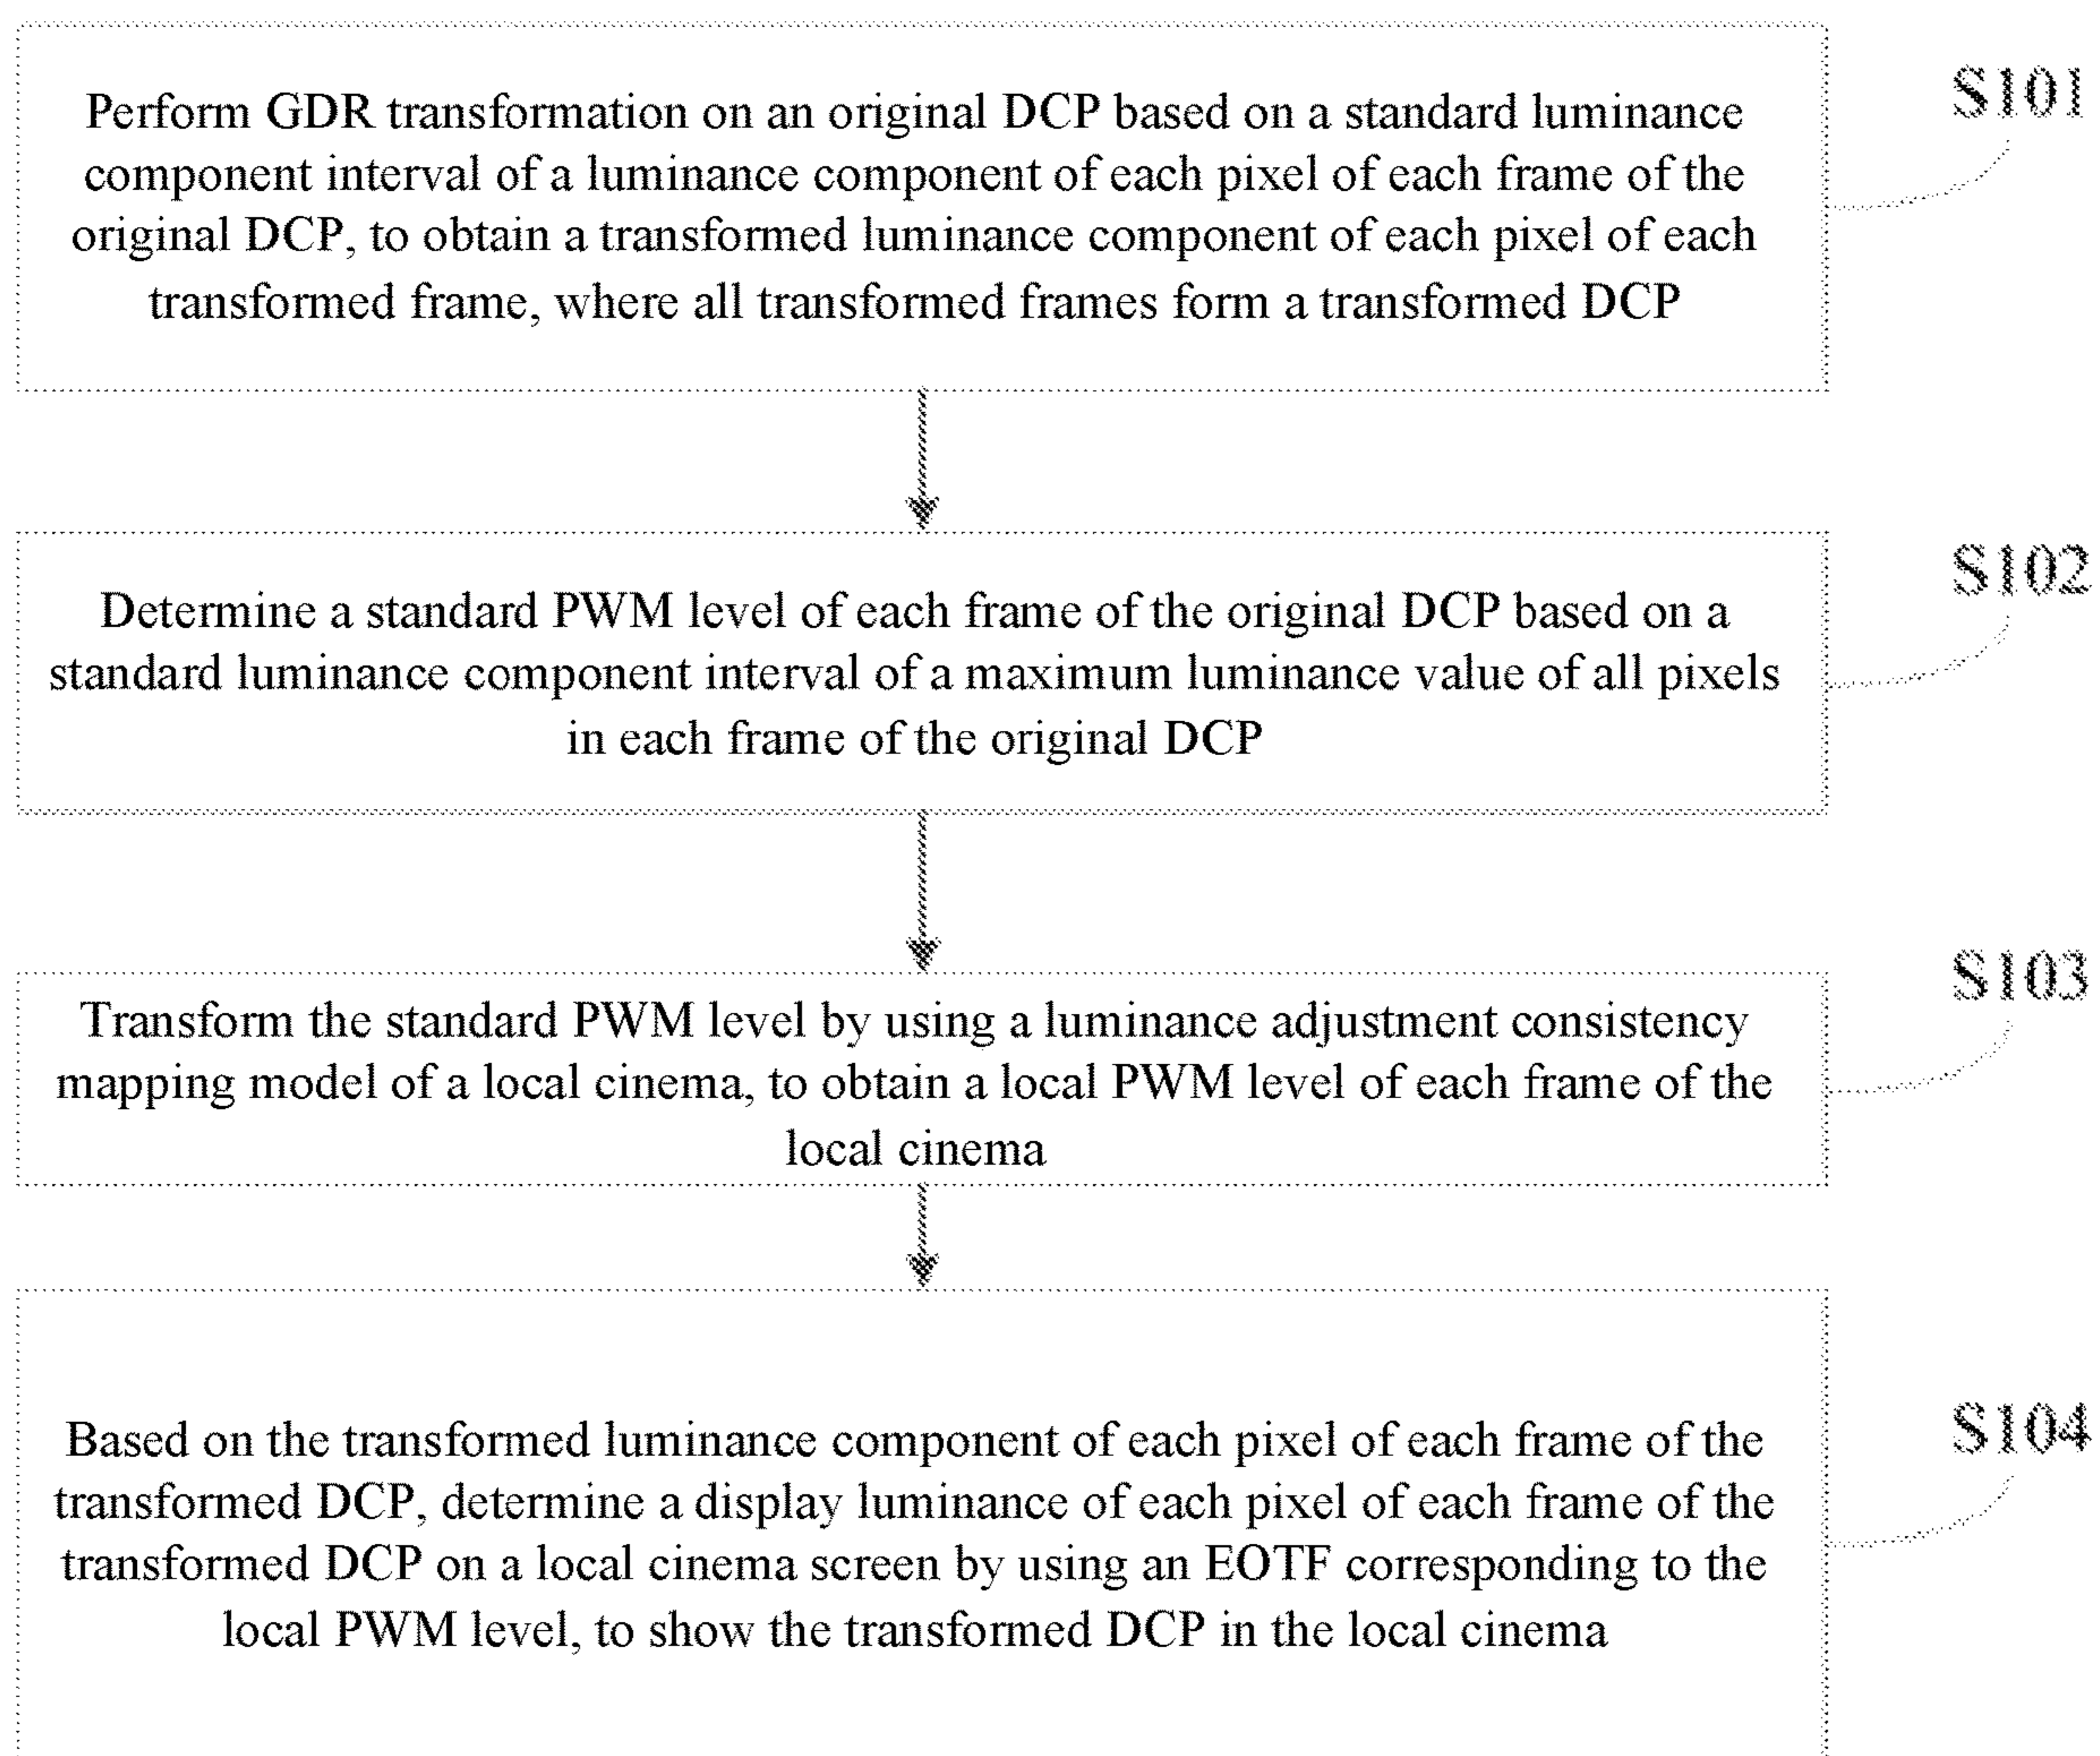 Perform GDR transformation on an original DCP based on a standard luminance
component interval of a luminance component of each pixel of each frame of the
original DCP, to obtain a transformed luminance component of each pixel of each
transformed frame, where all transformed frames form a transformed DCP
S101
Determine a standard PWM level of each frame of the original DCP based on a
standard luminance component interval of a maximum luminance value of all pixels
in each frame of the original DCP
S102
Transform the standard PWM level by using a luminance adjustment consistency
mapping model of a local cinema, to obtain a local PWM level of each frame of the
local cinema
S103
Based on the transformed luminance component of each pixel of each frame of the
transformed DCP, determine a display luminance of each pixel of each frame of the
transformed DCP on a local cinema screen by using an EOTF corresponding to the
local PWM level, to show the transformed DCP in the local cinema
S104